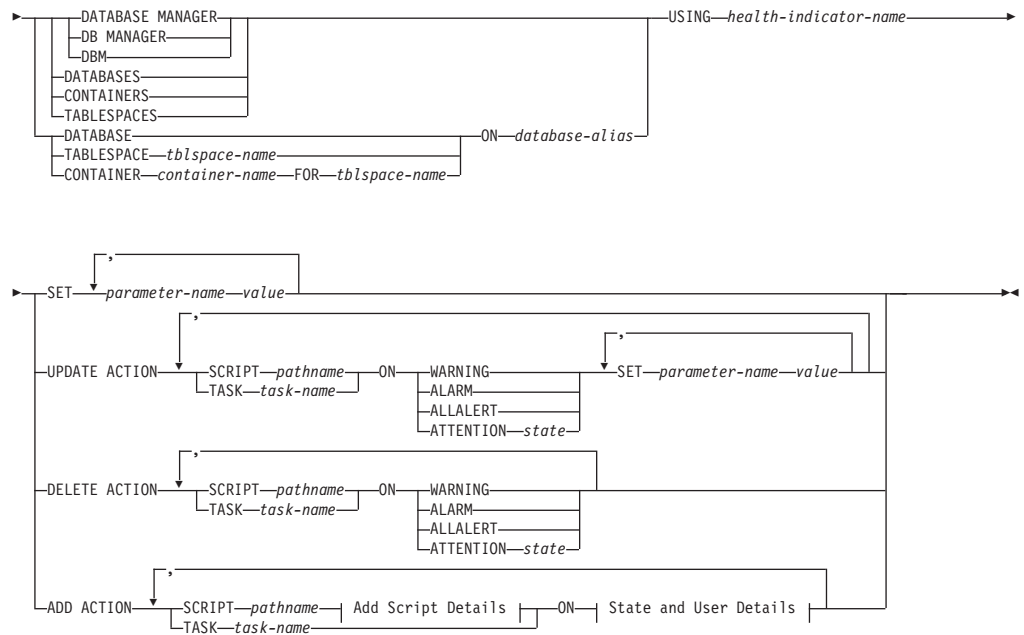 DATABASE MANAGER USING health-indicator-name
DB MANAGER
DBM
DATABASES
CONTAINERS
TABLESPACES
DATABASE ON database-alias
TABLESPACE tblspace-name
CONTAINER container-name FOR tblspace-name
,
SET parameter-name value
,
,
UPDATE ACTION SCRIPT pathname ON WARNING SET parameter-name value
TASK task-name ALARM
ALLALERT
ATTENTION state
,
DELETE ACTION SCRIPT pathname ON WARNING
TASK task-name ALARM
ALLALERT
ATTENTION state
,
ADD ACTION SCRIPT pathname Add Script Details ON State and User Details
TASK task-name